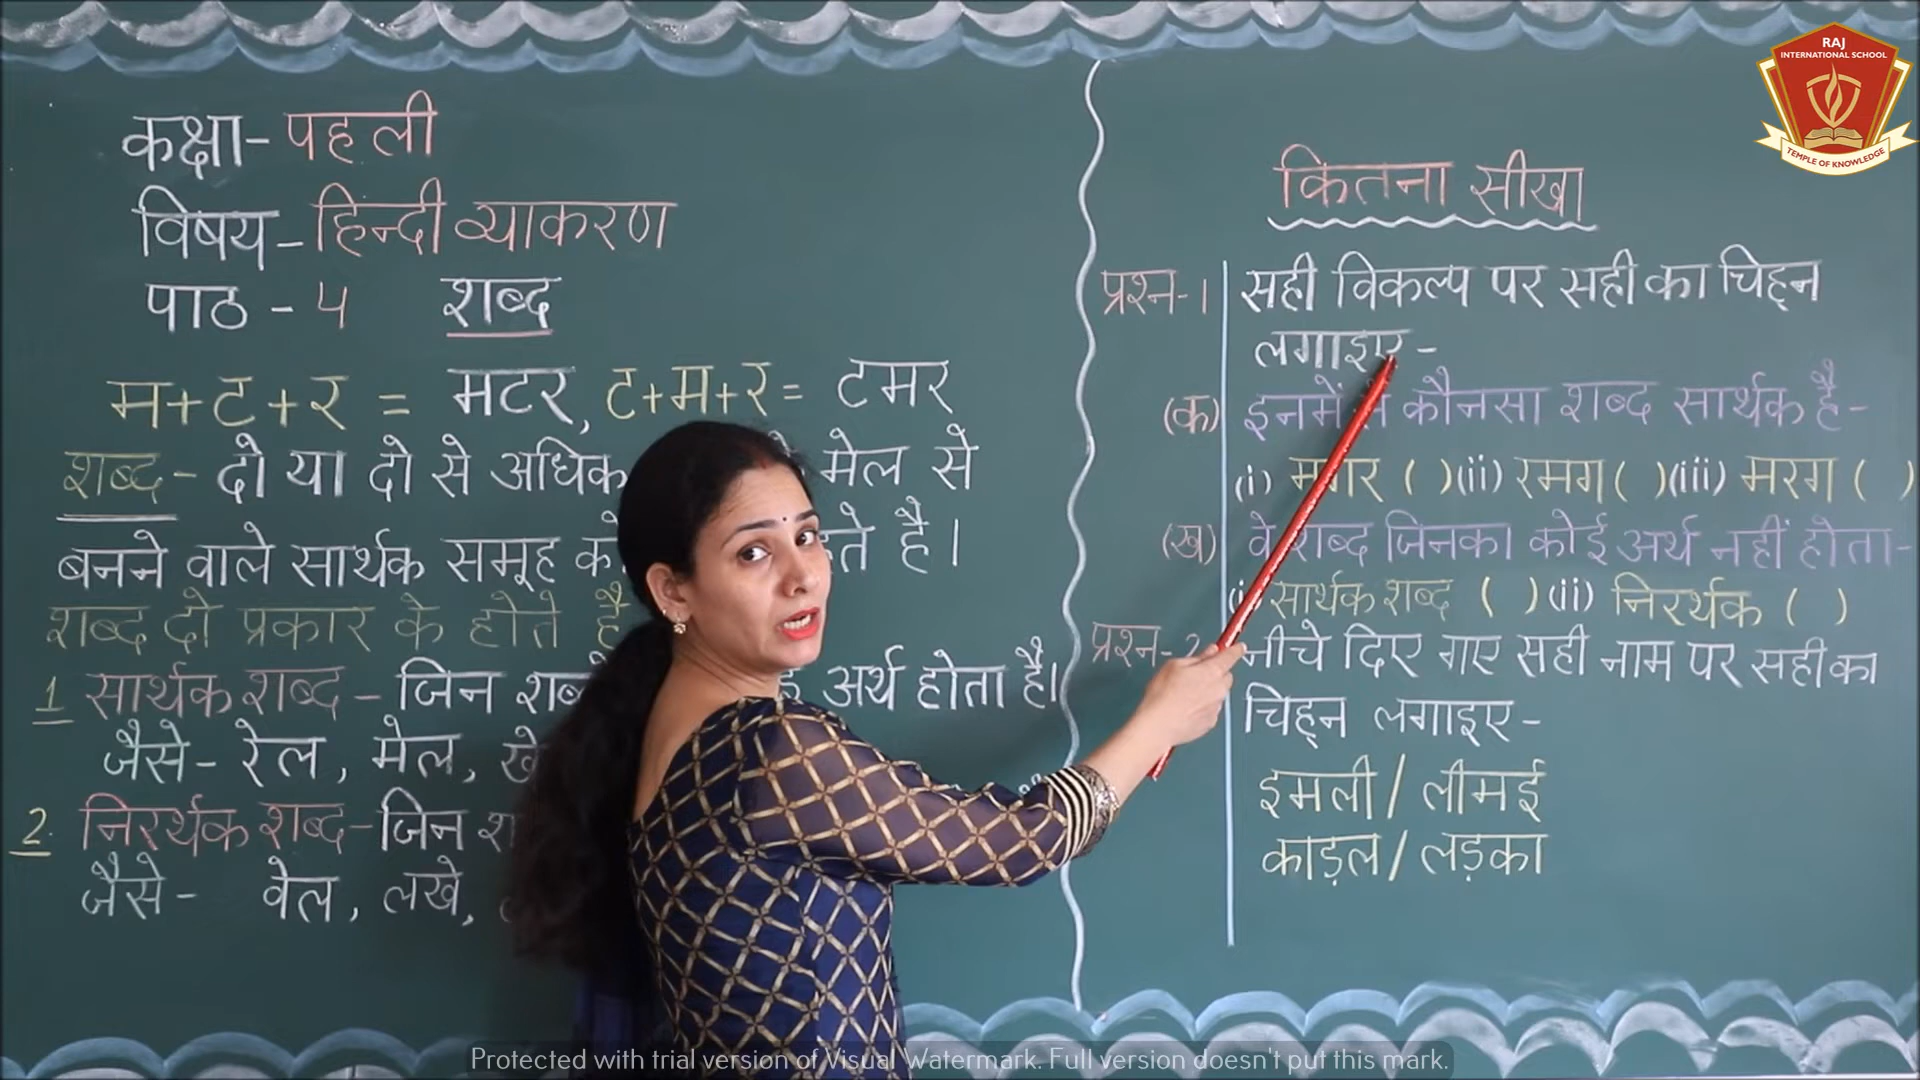 कक्षा- पहली
विषय- हिन्दी व्याकरण
पाठ - 4 शब्द
म+ट+र = मटर, ट+म+र = टमर
शब्द - दो या दो से अधिक मेल से
बनने वाले सार्थक समूह है।
शब्द दो प्रकार के होते
1 सार्थक शब्द - जिन अर्थ होता है।
जैसे- रेल, मेल,
2. निरर्थक शब्द- जिन
जैसे- वेल, लखे,
कितना सीखा
प्रश्न-1 सही विकल्प पर सही का चिह्न
लगाइए-
(क) इनमें कौनसा शब्द सार्थक है-
(i) मगर ( ) (ii) रमग ( ) (iii) मरग ( )
(ख) वे शब्द जिनका कोई अर्थ नहीं होता-
(i) सार्थक शब्द ( ) (ii) निरर्थक ( )
प्रश्न-2 नीचे दिए गए सही नाम पर सही का
चिह्न लगाइए-
इमली / लीमई
काड़ल / लड़का
RAJ
INTERNATIONAL SCHOOL
TEMPLE OF KNOWLEDGE
Protected with trial version of Visual Watermark. Full version doesn't put this mark.